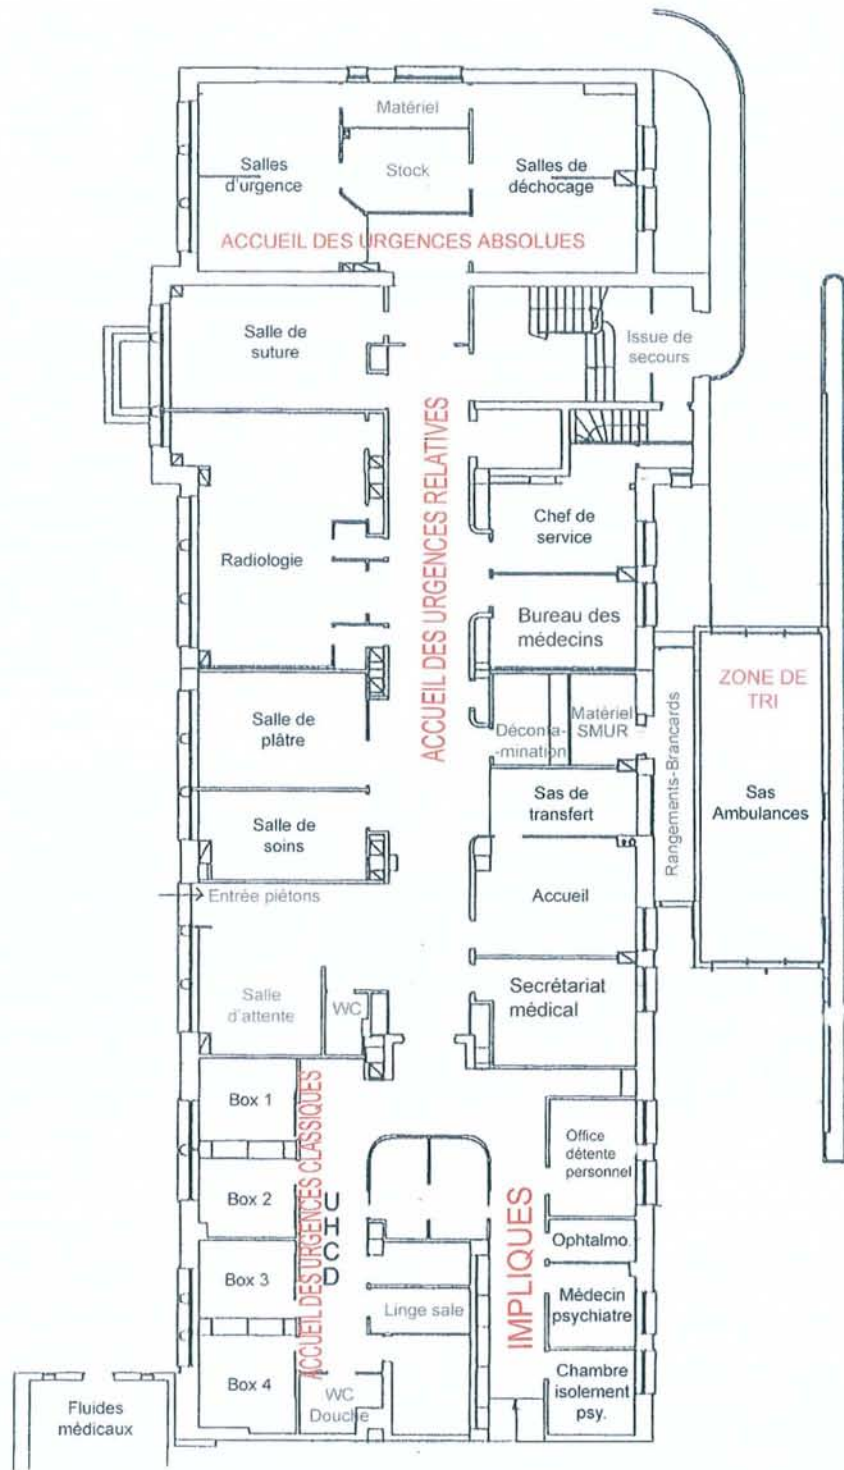 Matériel
Salles
d'urgence
Stock
Salles de
déchocage
ACCUEIL DES URGENCES ABSOLUES
Salle de
suture
Issue de
secours
ACCUEIL DES URGENCES RELATIVES
Chef de
service
Radiologie
Bureau des
médecins
ZONE DE
TRI
Salle de
plâtre
Déconta-
-mination
Matériel
SMUR
Rangements-Brancards
Sas
Ambulances
Sas de
transfert
Salle de
soins
Entrée piétons
Accueil
Salle
d'attente
WC
Secrétariat
médical
Box 1
ACCUEIL DES URGENCES CLASSIQUES
Office
détente
personnel
Box 2
UHCD
IMPLIQUES
Ophtalmo.
Box 3
Linge sale
Médecin
psychiatre
Box 4
WC
Douche
Chambre
isolement
psy.
Fluides
médicaux